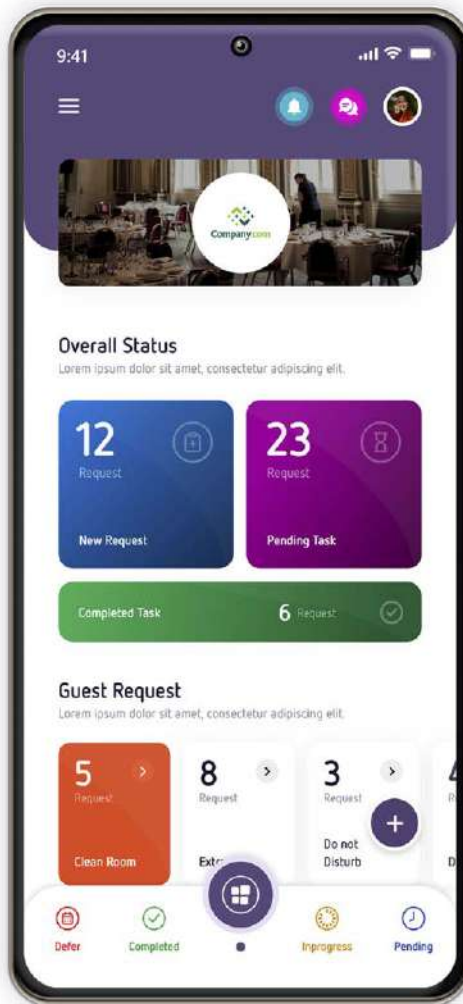 9:41
Companycom
Overall Status
Lorem ipsum dolor sit amet, consectetur adipiscing elit.
12
Request
New Request
23
Request
Pending Task
Completed Task
6 Request
Guest Request
Lorem ipsum dolor sit amet, consectetur adipiscing elit.
5
Request
Clean Room
8
Request
3
Request
Do not
Disturb
Defer
Completed
Inprogress
Pending